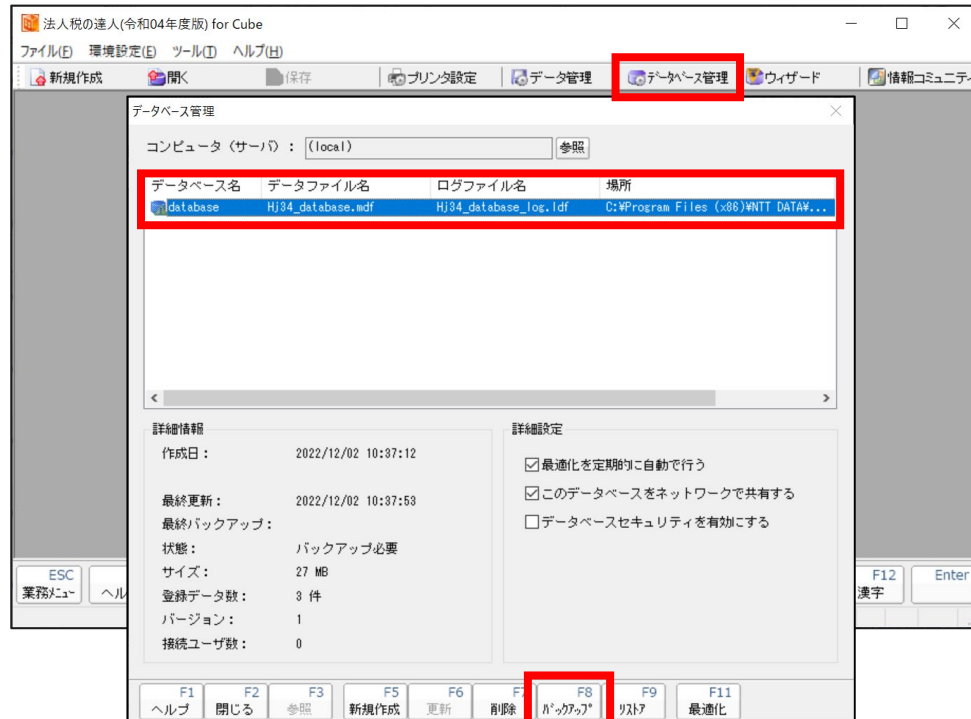 法人税の達人(令和04年度版) for Cube
ファイル(F) 環境設定(E) ツール(T) ヘルプ(H)
新規作成 開く 保存 プリンタ設定 データ管理 データベース管理 ウィザード 情報コミュニティ
データベース管理
コンピュータ（サーバ）： (local) 参照
データベース名 データファイル名 ログファイル名 場所
database Hj34_database.mdf Hj34_database_log.ldf C:¥Program Files (x86)¥NTT DATA¥...
詳細情報 詳細設定
作成日： 2022/12/02 10:37:12
最適化を定期的に自動で行う
このデータベースをネットワークで共有する
最終更新： 2022/12/02 10:37:53
データベースセキュリティを有効にする
最終バックアップ：
状態： バックアップ必要
サイズ： 27 MB
登録データ数： 3 件
バージョン： 1
接続ユーザ数： 0
ESC F12 Enter
業務ﾒﾆｭｰ ヘル 漢字
F1 F2 F3 F5 F6 F7 F8 F9 F11
ヘルプ 閉じる 参照 新規作成 更新 削除 ﾊﾞｯｸｱｯﾌﾟ ﾘｽﾄｱ 最適化